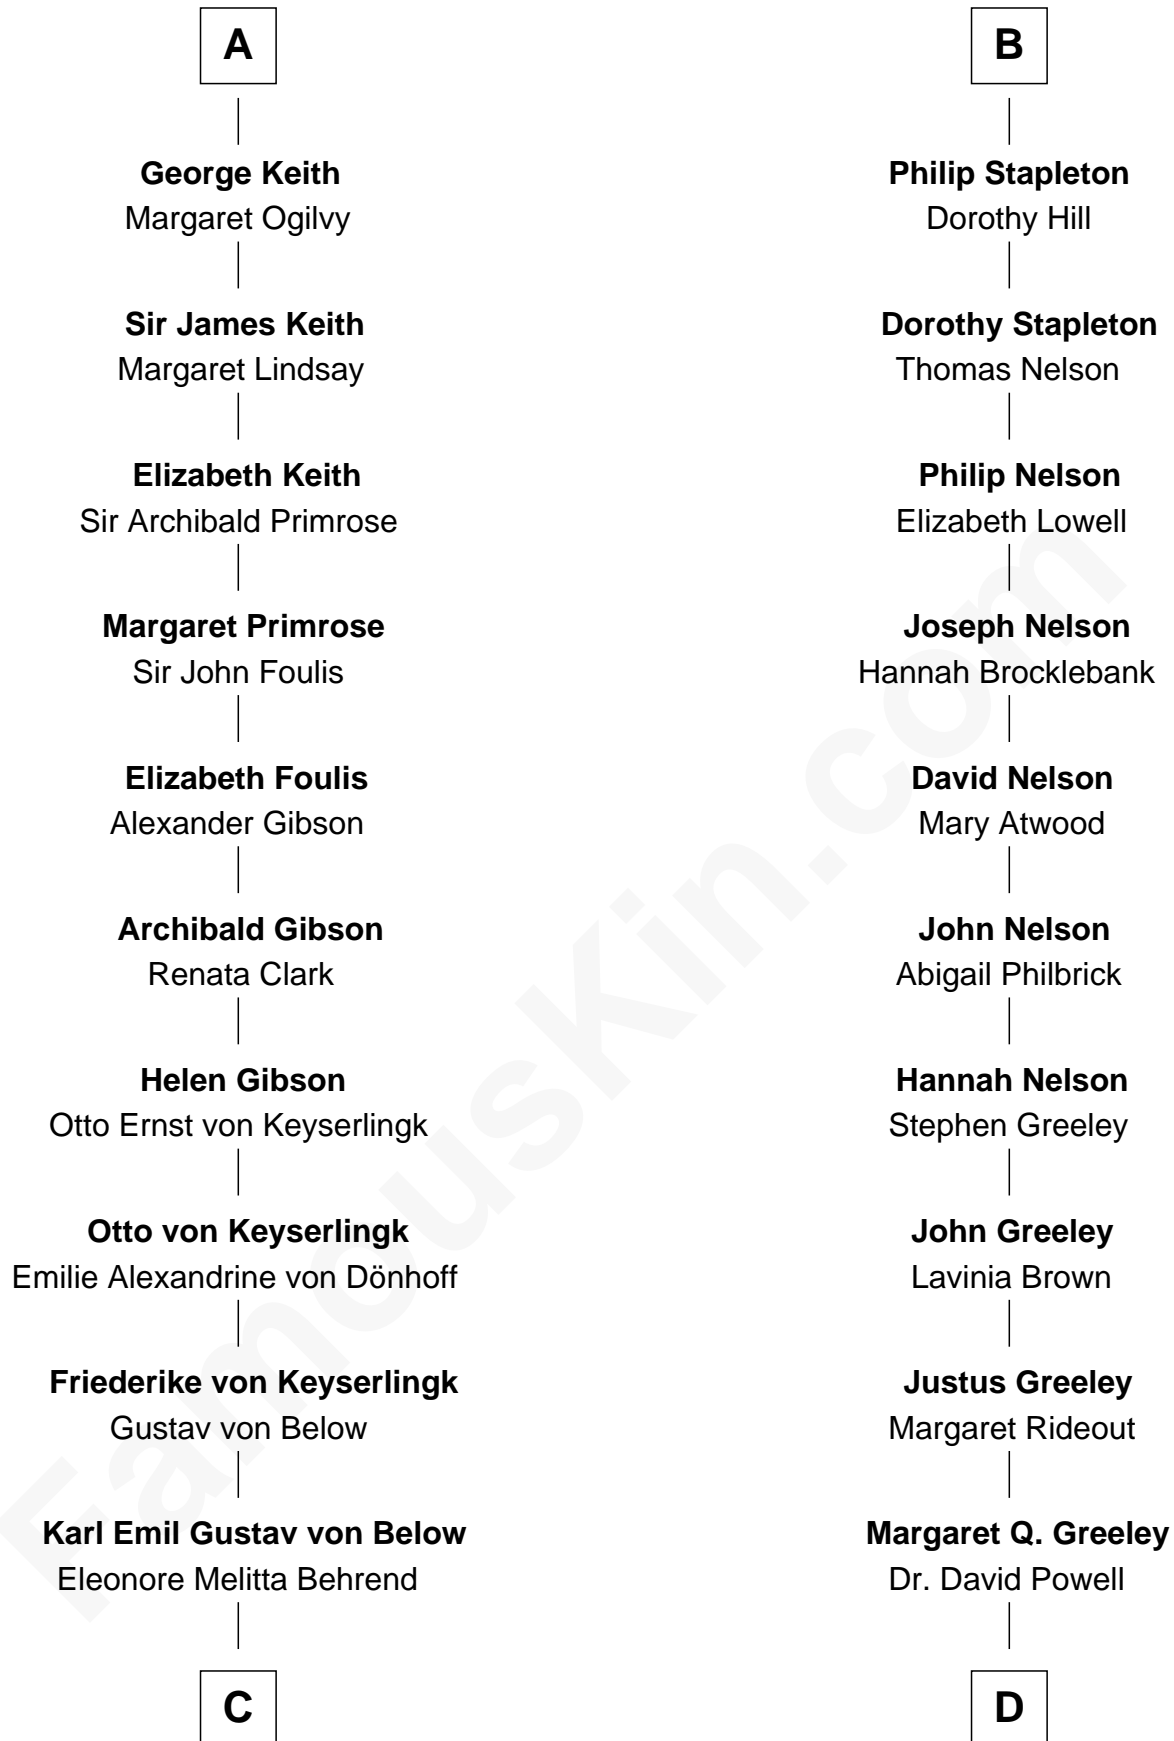 A
George Keith
Margaret Ogilvy
Sir James Keith
Margaret Lindsay
Elizabeth Keith
Sir Archibald Primrose
Margaret Primrose
Sir John Foulis
Elizabeth Foulis
Alexander Gibson
Archibald Gibson
Renata Clark
Helen Gibson
Otto Ernst von Keyserlingk
Otto von Keyserlingk
Emilie Alexandrine von Dönhoff
Friederike von Keyserlingk
Gustav von Below
Karl Emil Gustav von Below
Eleonore Melitta Behrend
C
B
Philip Stapleton
Dorothy Hill
Dorothy Stapleton
Thomas Nelson
Philip Nelson
Elizabeth Lowell
Joseph Nelson
Hannah Brocklebank
David Nelson
Mary Atwood
John Nelson
Abigail Philbrick
Hannah Nelson
Stephen Greeley
John Greeley
Lavinia Brown
Justus Greeley
Margaret Rideout
Margaret Q. Greeley
Dr. David Powell
D
FamousKin.com